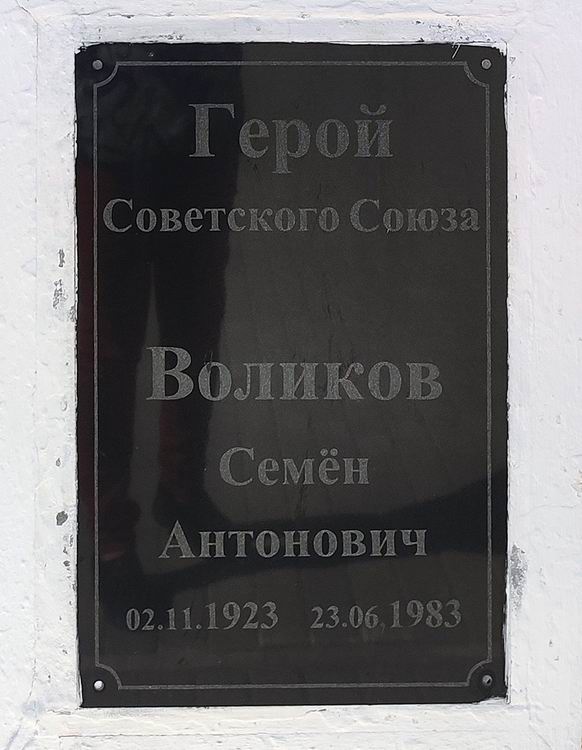 Герой
Советского Союза
Воликов
Семён
Антонович
02.11.1923 23.06.1983